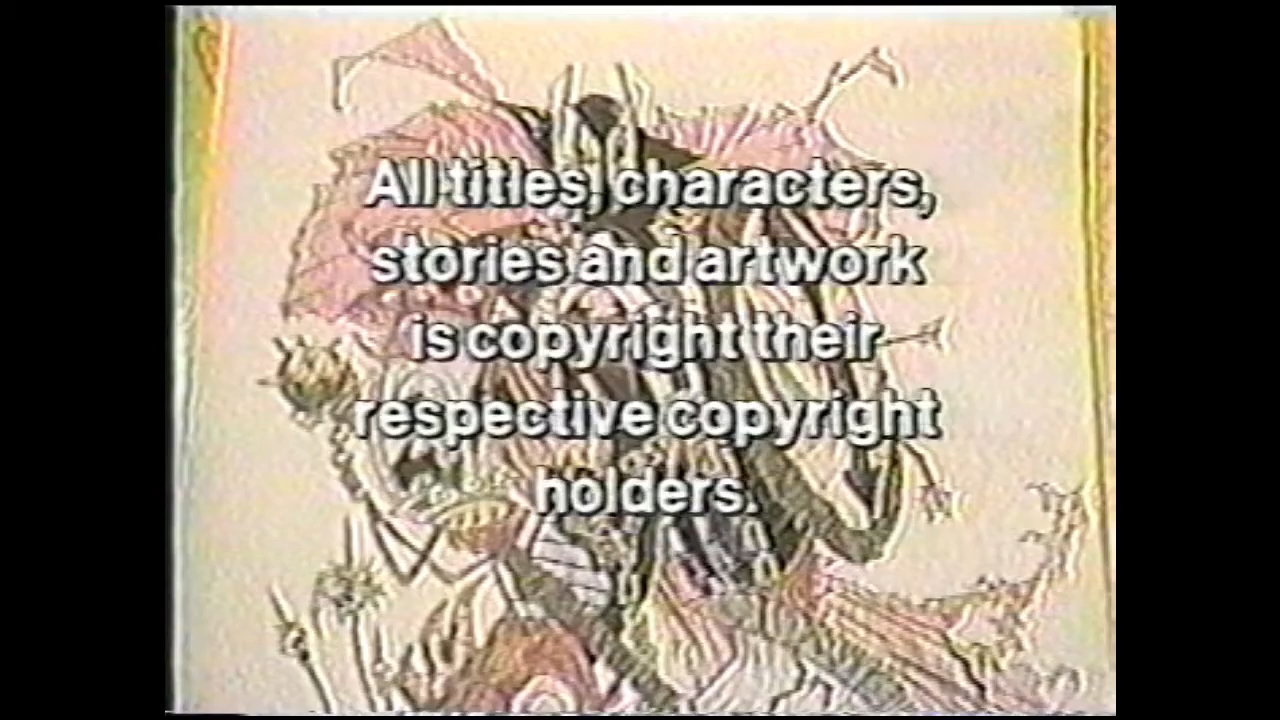 All titles, characters,
stories and artwork
is copyright their
respective copyright
holders.